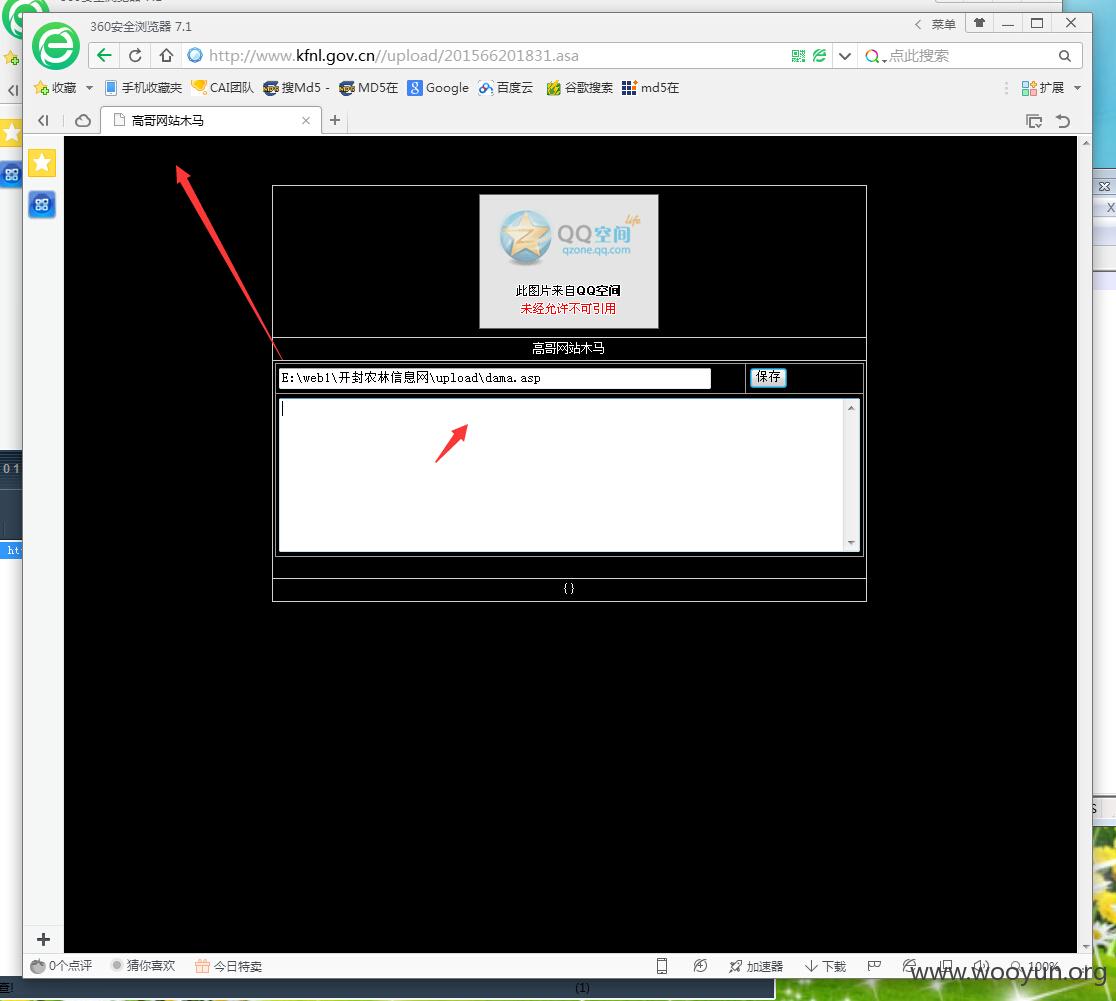 360安全浏览器 7.1
菜单
http://www.kfnl.gov.cn//upload/201566201831.asa
点此搜索
收藏
手机收藏夹
CAI团队
搜Md5 -
MD5在
Google
百度云
谷歌搜索
md5在
扩展
高哥网站木马
QQ空间 life
qzone.qq.com
此图片来自QQ空间
未经允许不可引用
高哥网站木马
E:\web1\开封农林信息网\upload\dama.asp
保存
{}
0个点评
猜你喜欢
今日特卖
加速器
下载
100%
www.wooyun.org
(1)